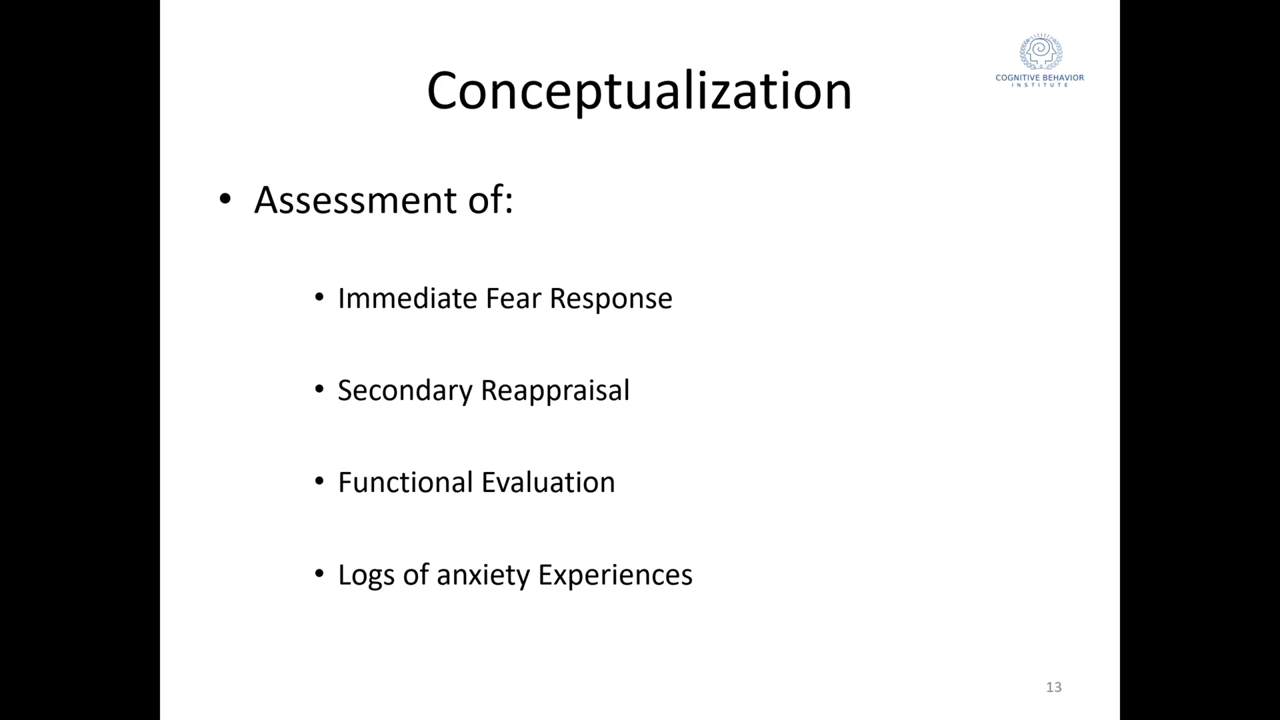 COGNITIVE BEHAVIOR
INSTITUTE
Conceptualization
• Assessment of:
• Immediate Fear Response
• Secondary Reappraisal
• Functional Evaluation
• Logs of anxiety Experiences
13